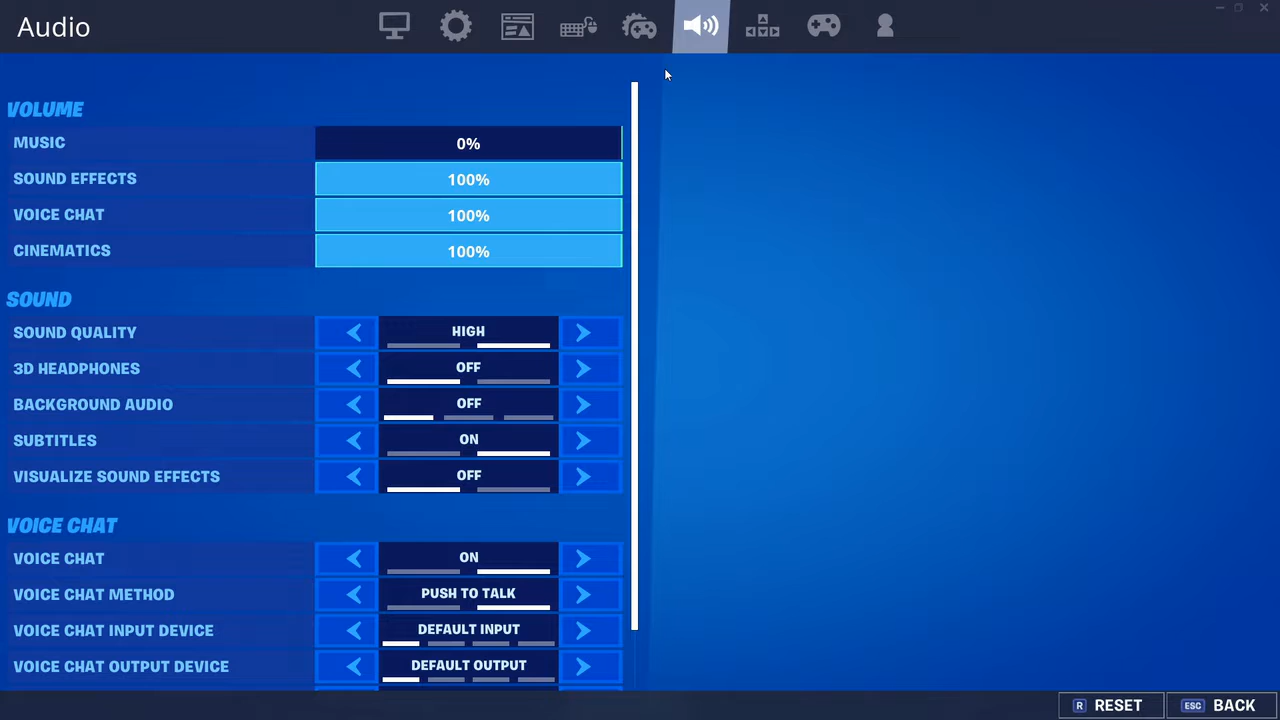 Audio
VOLUME
MUSIC 0%
SOUND EFFECTS 100%
VOICE CHAT 100%
CINEMATICS 100%
SOUND
SOUND QUALITY HIGH
3D HEADPHONES OFF
BACKGROUND AUDIO OFF
SUBTITLES ON
VISUALIZE SOUND EFFECTS OFF
VOICE CHAT
VOICE CHAT ON
VOICE CHAT METHOD PUSH TO TALK
VOICE CHAT INPUT DEVICE DEFAULT INPUT
VOICE CHAT OUTPUT DEVICE DEFAULT OUTPUT
R RESET ESC BACK